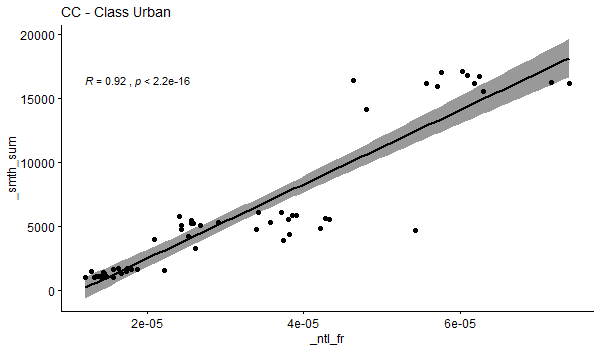 CC - Class Urban
20000
R = 0.92 , p < 2.2e-16
15000
_smth_sum
10000
5000
0
2e-05 4e-05 6e-05
_ntl_fr